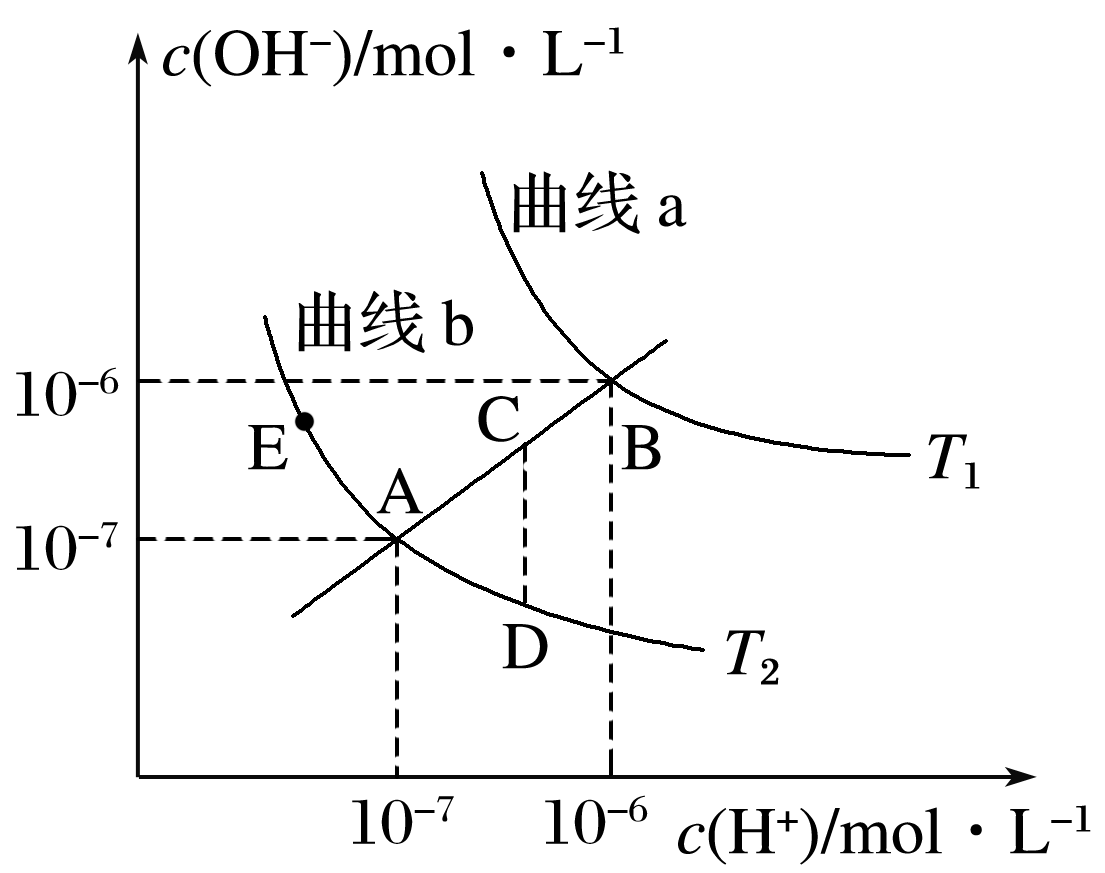 c(OH⁻)/mol · L⁻¹
曲线 a
曲线 b
10⁻⁶
C
E
B
T₁
A
10⁻⁷
D
T₂
10⁻⁷
10⁻⁶
c(H⁺)/mol · L⁻¹